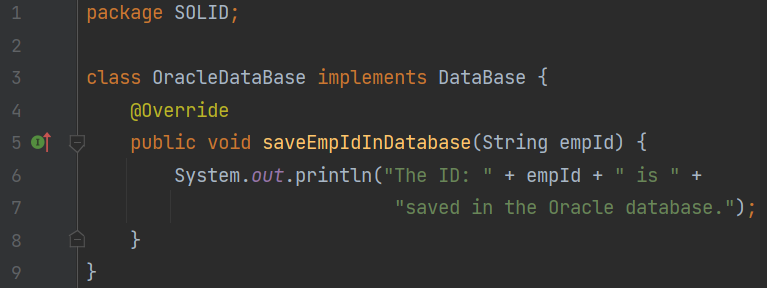 1 package SOLID;
2
3 class OracleDataBase implements DataBase {
4     @Override
5     public void saveEmpIdInDatabase(String empId) {
6         System.out.println("The ID: " + empId + " is " +
7                             "saved in the Oracle database.");
8     }
9 }